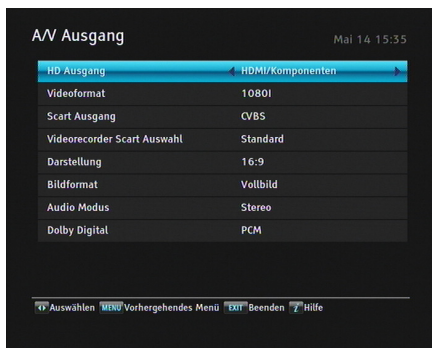 A/V Ausgang
Mai 14 15:35
HD Ausgang HDMI/Komponenten
Videoformat 1080I
Scart Ausgang CVBS
Videorecorder Scart Auswahl Standard
Darstellung 16:9
Bildformat Vollbild
Audio Modus Stereo
Dolby Digital PCM
Auswählen MENU Vorhergehendes Menü EXIT Beenden i Hilfe